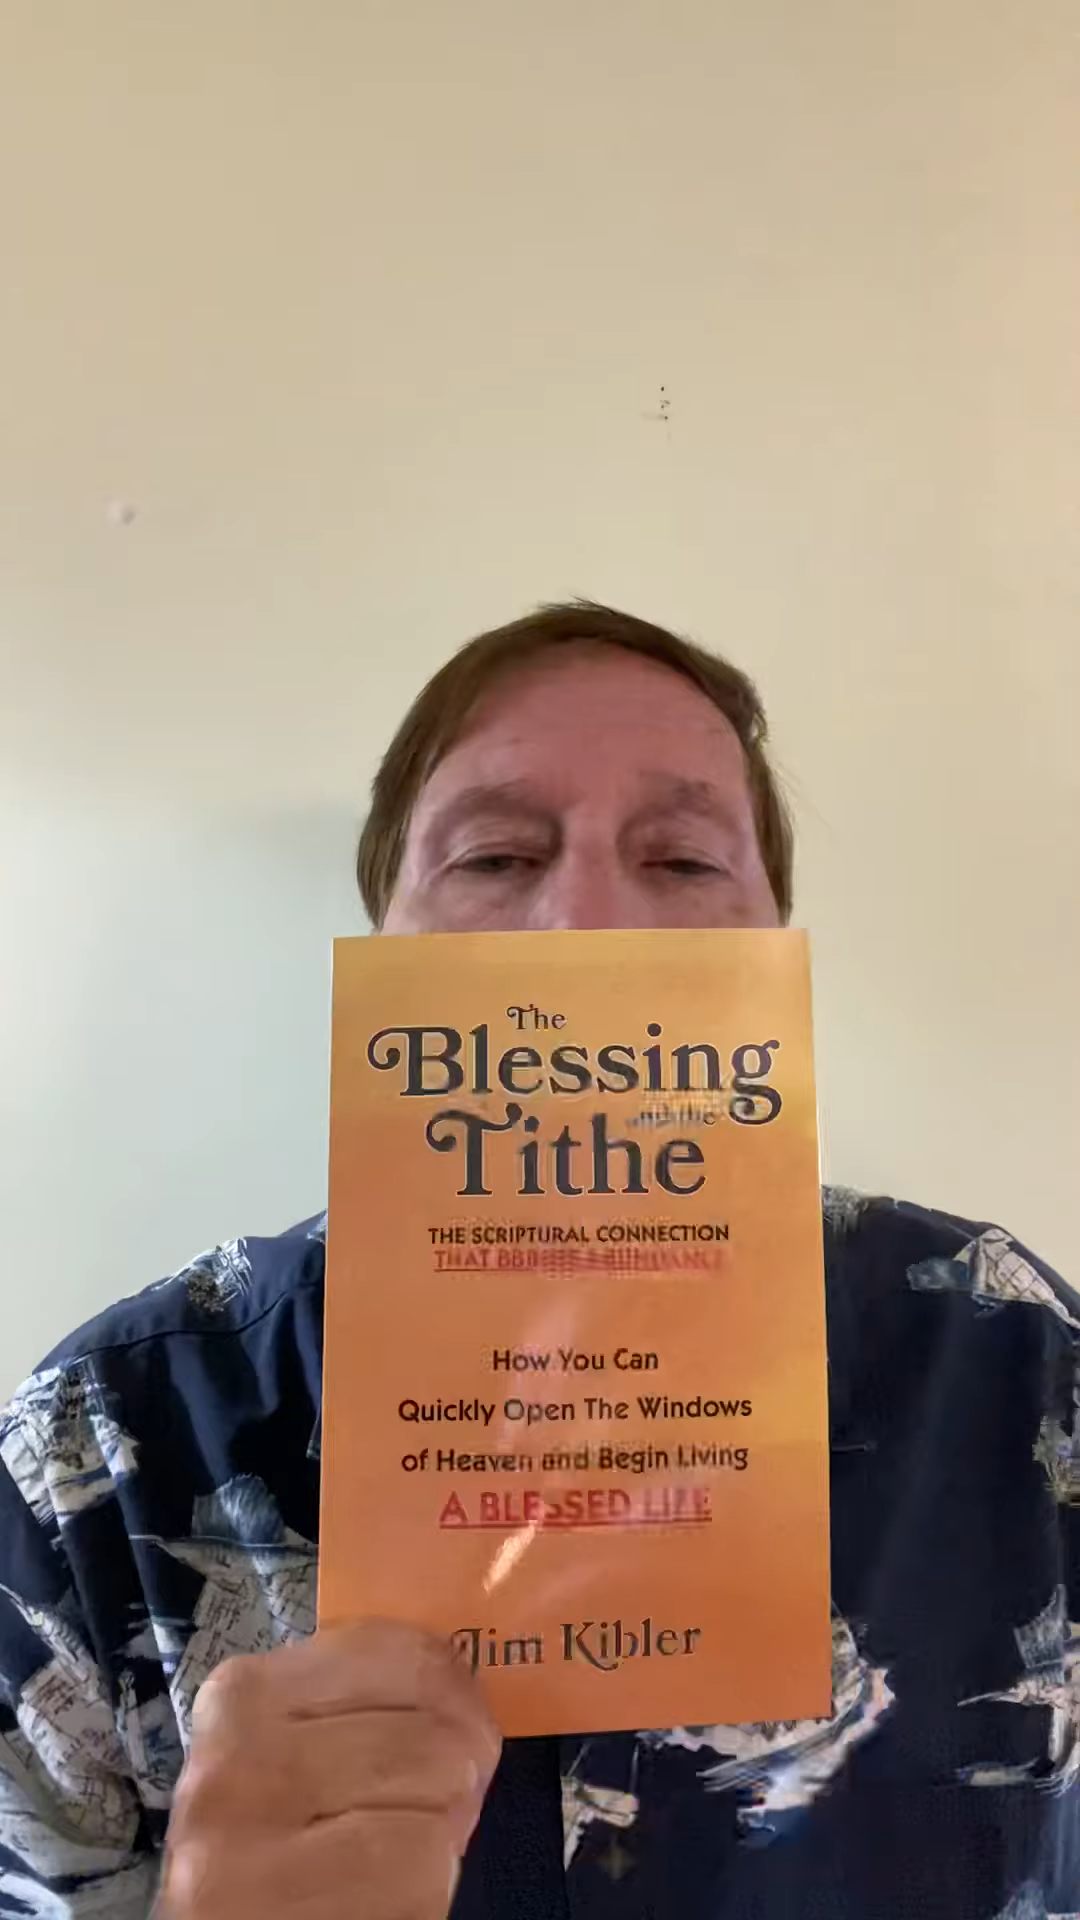 The
Blessing
Tithe
THE SCRIPTURAL CONNECTION
THAT
How You Can
Quickly Open The Windows
of Heaven and Begin Living
A BLESSED LIFE
Jim Kibler